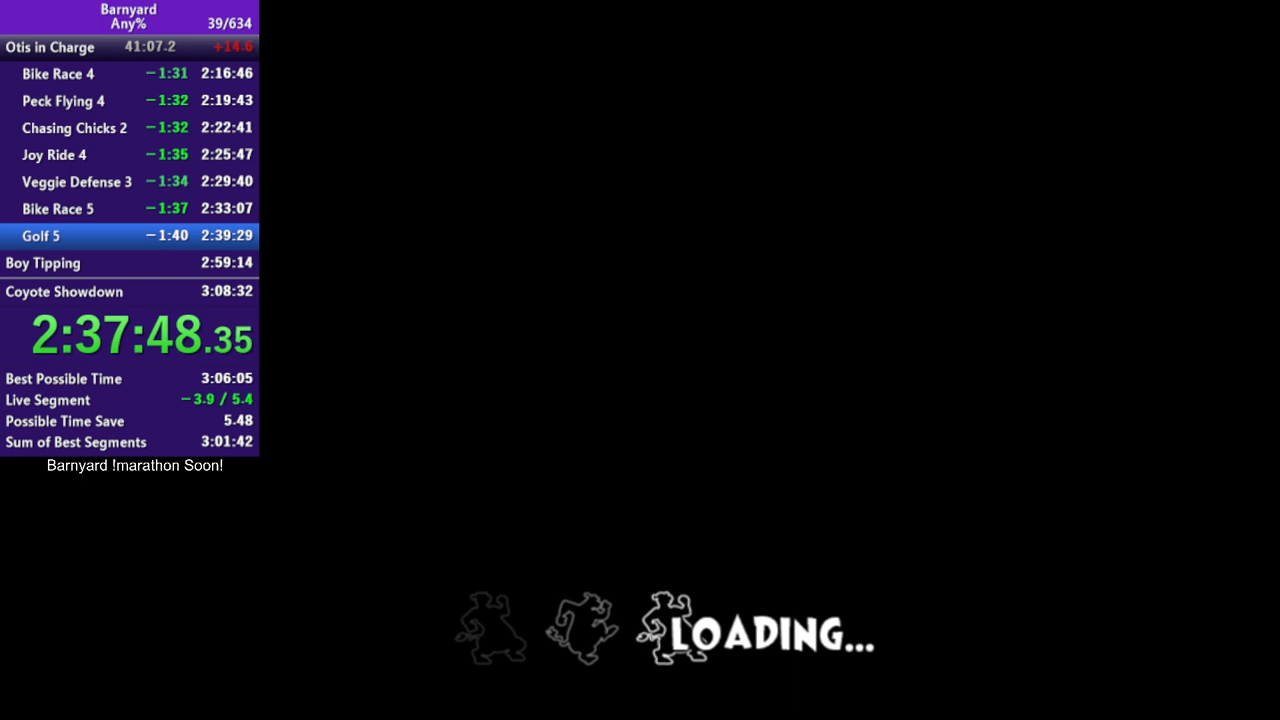 Barnyard
Any% 39/634
Otis in Charge 41:07.2 +14.6
Bike Race 4 −1:31 2:16:46
Peck Flying 4 −1:32 2:19:43
Chasing Chicks 2 −1:32 2:22:41
Joy Ride 4 −1:35 2:25:47
Veggie Defense 3 −1:34 2:29:40
Bike Race 5 −1:37 2:33:07
Golf 5 −1:40 2:39:29
Boy Tipping 2:59:14
Coyote Showdown 3:08:32
2:37:48.35
Best Possible Time 3:06:05
Live Segment −3.9 / 5.4
Possible Time Save 5.48
Sum of Best Segments 3:01:42
Barnyard !marathon Soon!
LOADING...